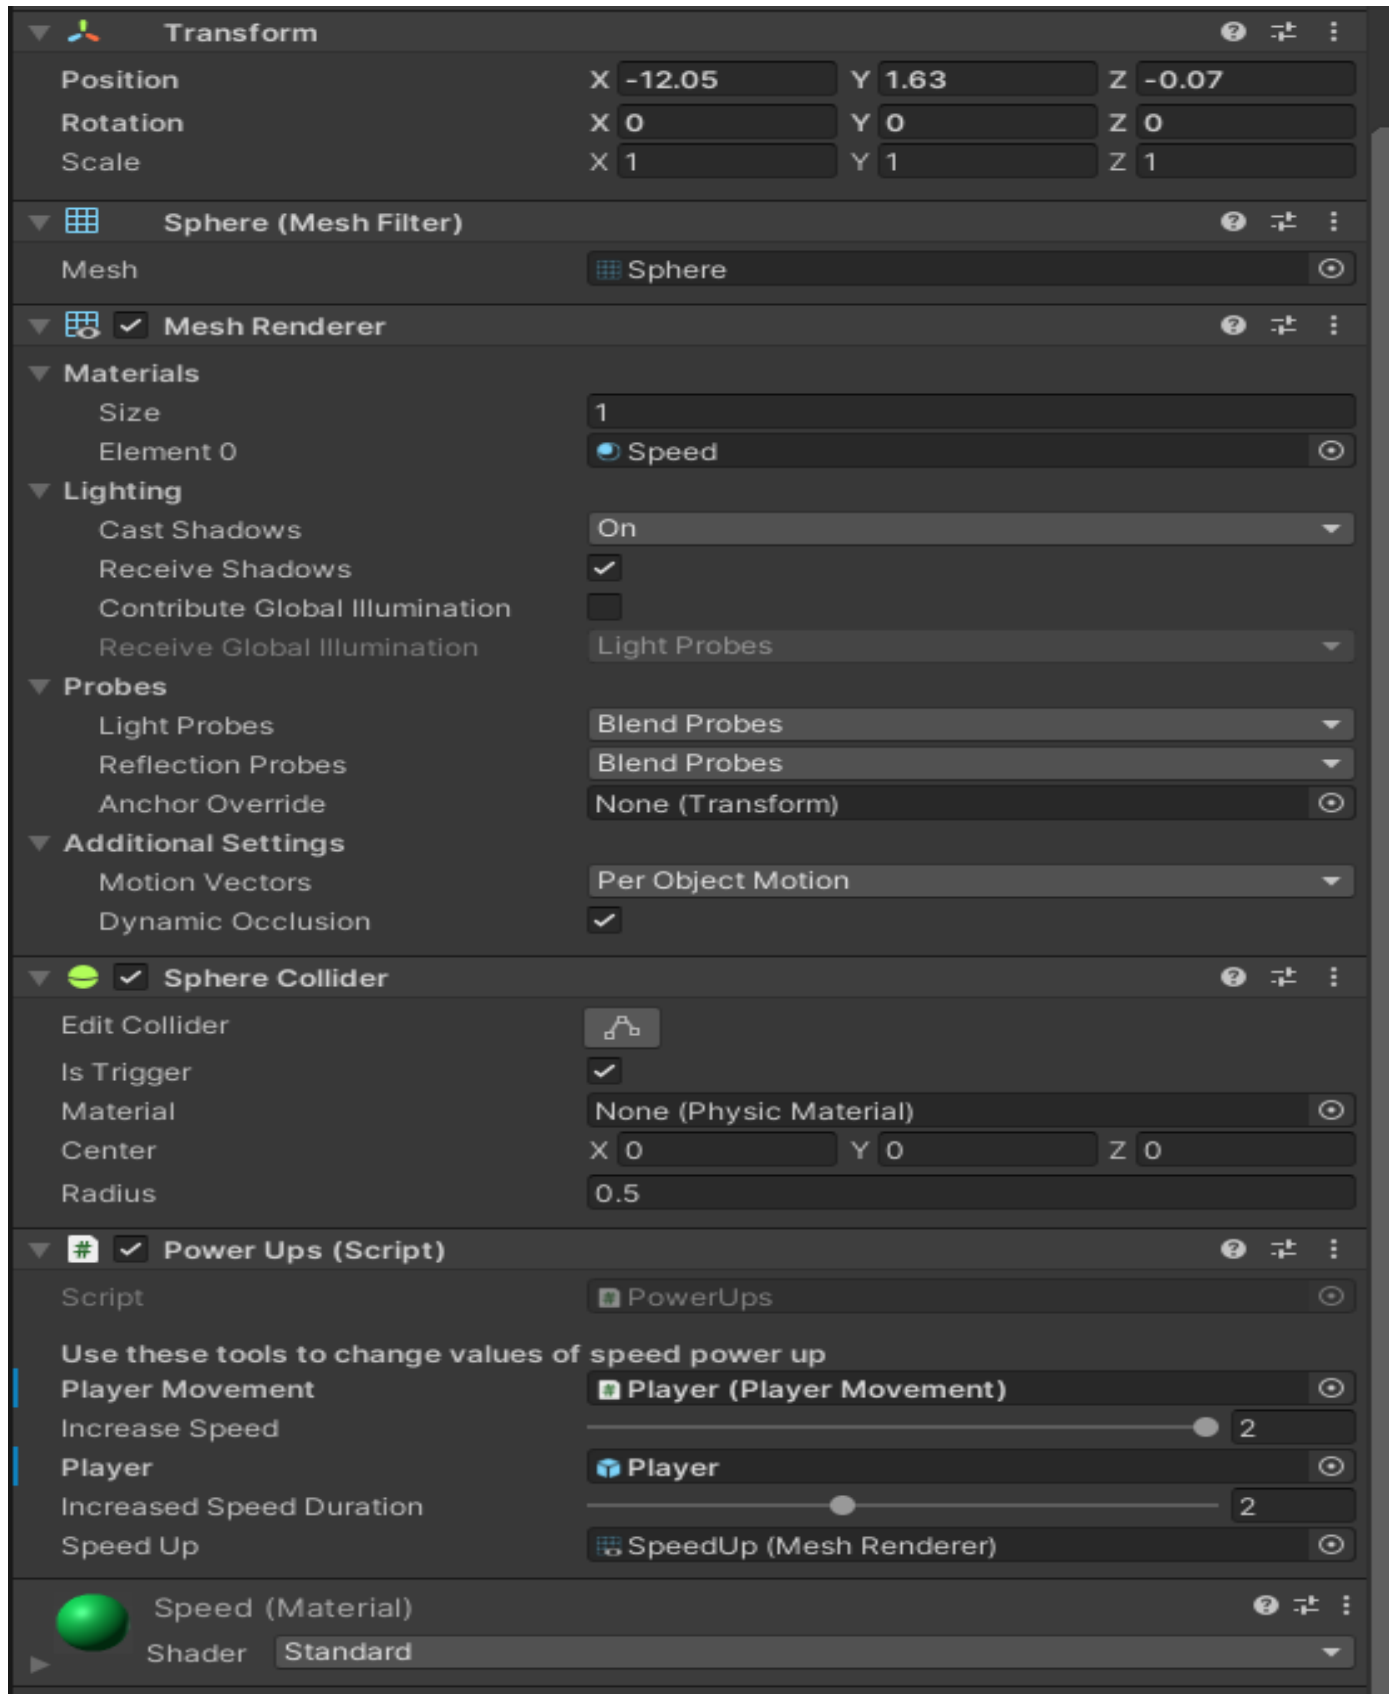 Transform
Position X -12.05 Y 1.63 Z -0.07
Rotation X 0 Y 0 Z 0
Scale X 1 Y 1 Z 1
Sphere (Mesh Filter)
Mesh Sphere
Mesh Renderer
Materials
Size 1
Element 0 Speed
Lighting
Cast Shadows On
Receive Shadows
Contribute Global Illumination
Receive Global Illumination Light Probes
Probes
Light Probes Blend Probes
Reflection Probes Blend Probes
Anchor Override None (Transform)
Additional Settings
Motion Vectors Per Object Motion
Dynamic Occlusion
Sphere Collider
Edit Collider
Is Trigger
Material None (Physic Material)
Center X 0 Y 0 Z 0
Radius 0.5
# Power Ups (Script)
Script PowerUps
Use these tools to change values of speed power up
Player Movement Player (Player Movement)
Increase Speed 2
Player Player
Increased Speed Duration 2
Speed Up SpeedUp (Mesh Renderer)
Speed (Material)
Shader Standard